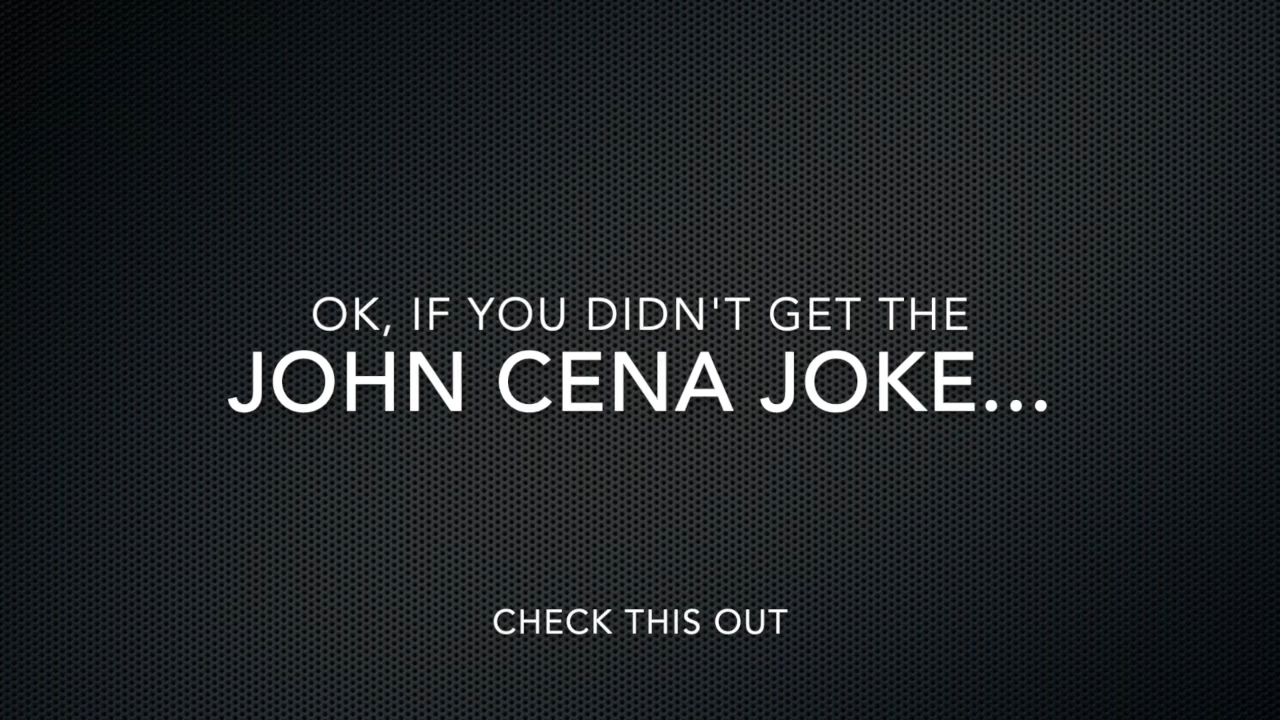 OK, IF YOU DIDN'T GET THE
JOHN CENA JOKE...
CHECK THIS OUT